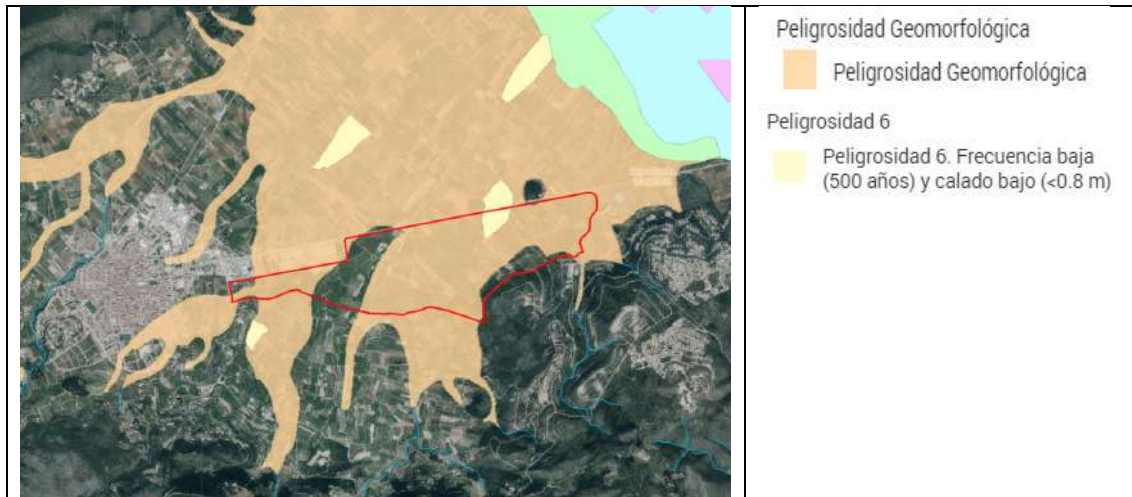 Peligrosidad Geomorfológica
Peligrosidad Geomorfológica
Peligrosidad 6
Peligrosidad 6. Frecuencia baja
(500 años) y calado bajo (<0.8 m)